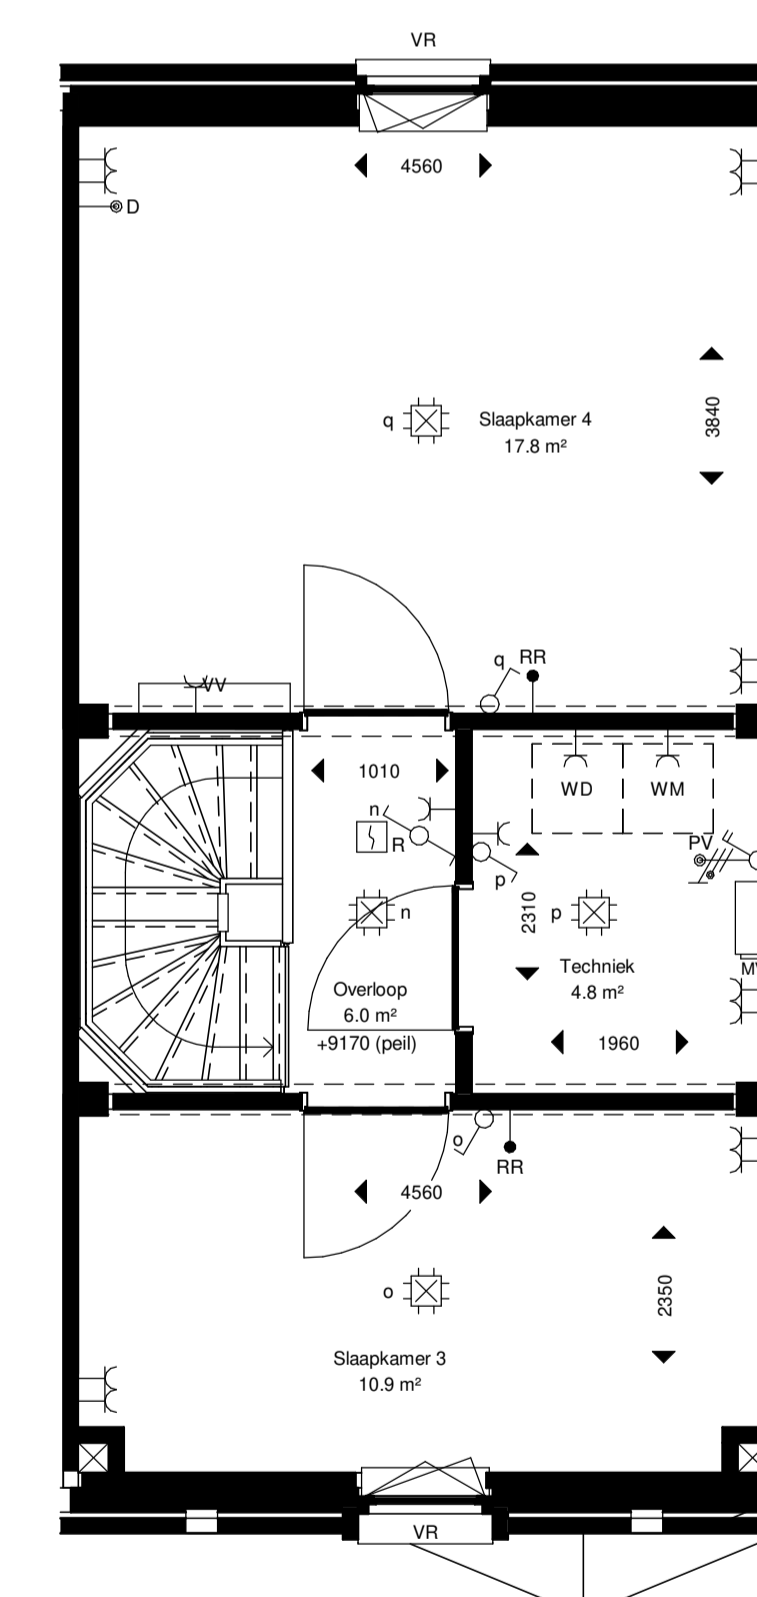 VR
4560
D
3840
q
Slaapkamer 4
17.8 m²
q
RR
VV
1010
WD
WM
n
R
PV
p
2310
n
p
MV
Techniek
4.8 m²
Overloop
6.0 m²
+9170 (peil)
1960
o
RR
4560
2350
o
Slaapkamer 3
10.9 m²
VR